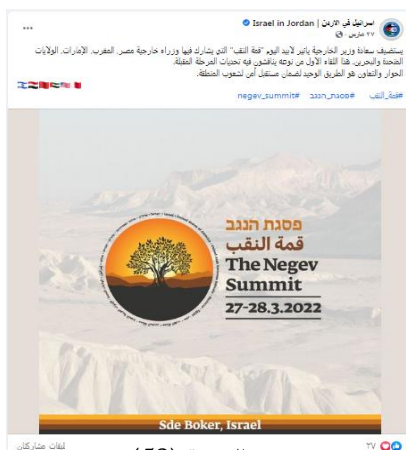 اسرائيل في الاردن | Israel in Jordan
٢٧ مارس ·
يستضيف سعادة وزير الخارجية يائير لابيد اليوم "قمة النقب" التي يشارك فيها وزراء خارجية مصر. المغرب. الإمارات. الولايات
المتحدة والبحرين. هذا اللقاء الأول من نوعه يناقشون فيه تحديات المرحلة المقبلة.
الحوار والتعاون هو الطريق الوحيد لضمان مستقبل آمن لشعوب المنطقة.
#قمة_النقب #פסגת_הנגב #negev_summit
פסגת הנגב
قمة النقب
The Negev
Summit
27-28.3.2022
Sde Boker, Israel
٢٧